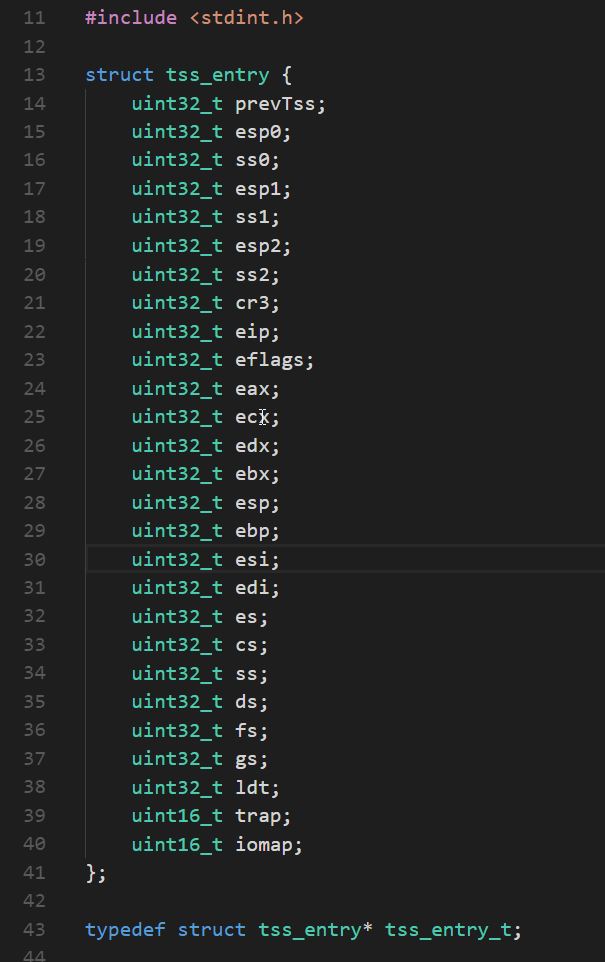 11 #include <stdint.h>
12
13 struct tss_entry {
14     uint32_t prevTss;
15     uint32_t esp0;
16     uint32_t ss0;
17     uint32_t esp1;
18     uint32_t ss1;
19     uint32_t esp2;
20     uint32_t ss2;
21     uint32_t cr3;
22     uint32_t eip;
23     uint32_t eflags;
24     uint32_t eax;
25     uint32_t ecx;
26     uint32_t edx;
27     uint32_t ebx;
28     uint32_t esp;
29     uint32_t ebp;
30     uint32_t esi;
31     uint32_t edi;
32     uint32_t es;
33     uint32_t cs;
34     uint32_t ss;
35     uint32_t ds;
36     uint32_t fs;
37     uint32_t gs;
38     uint32_t ldt;
39     uint16_t trap;
40     uint16_t iomap;
41 };
42
43 typedef struct tss_entry* tss_entry_t;
44